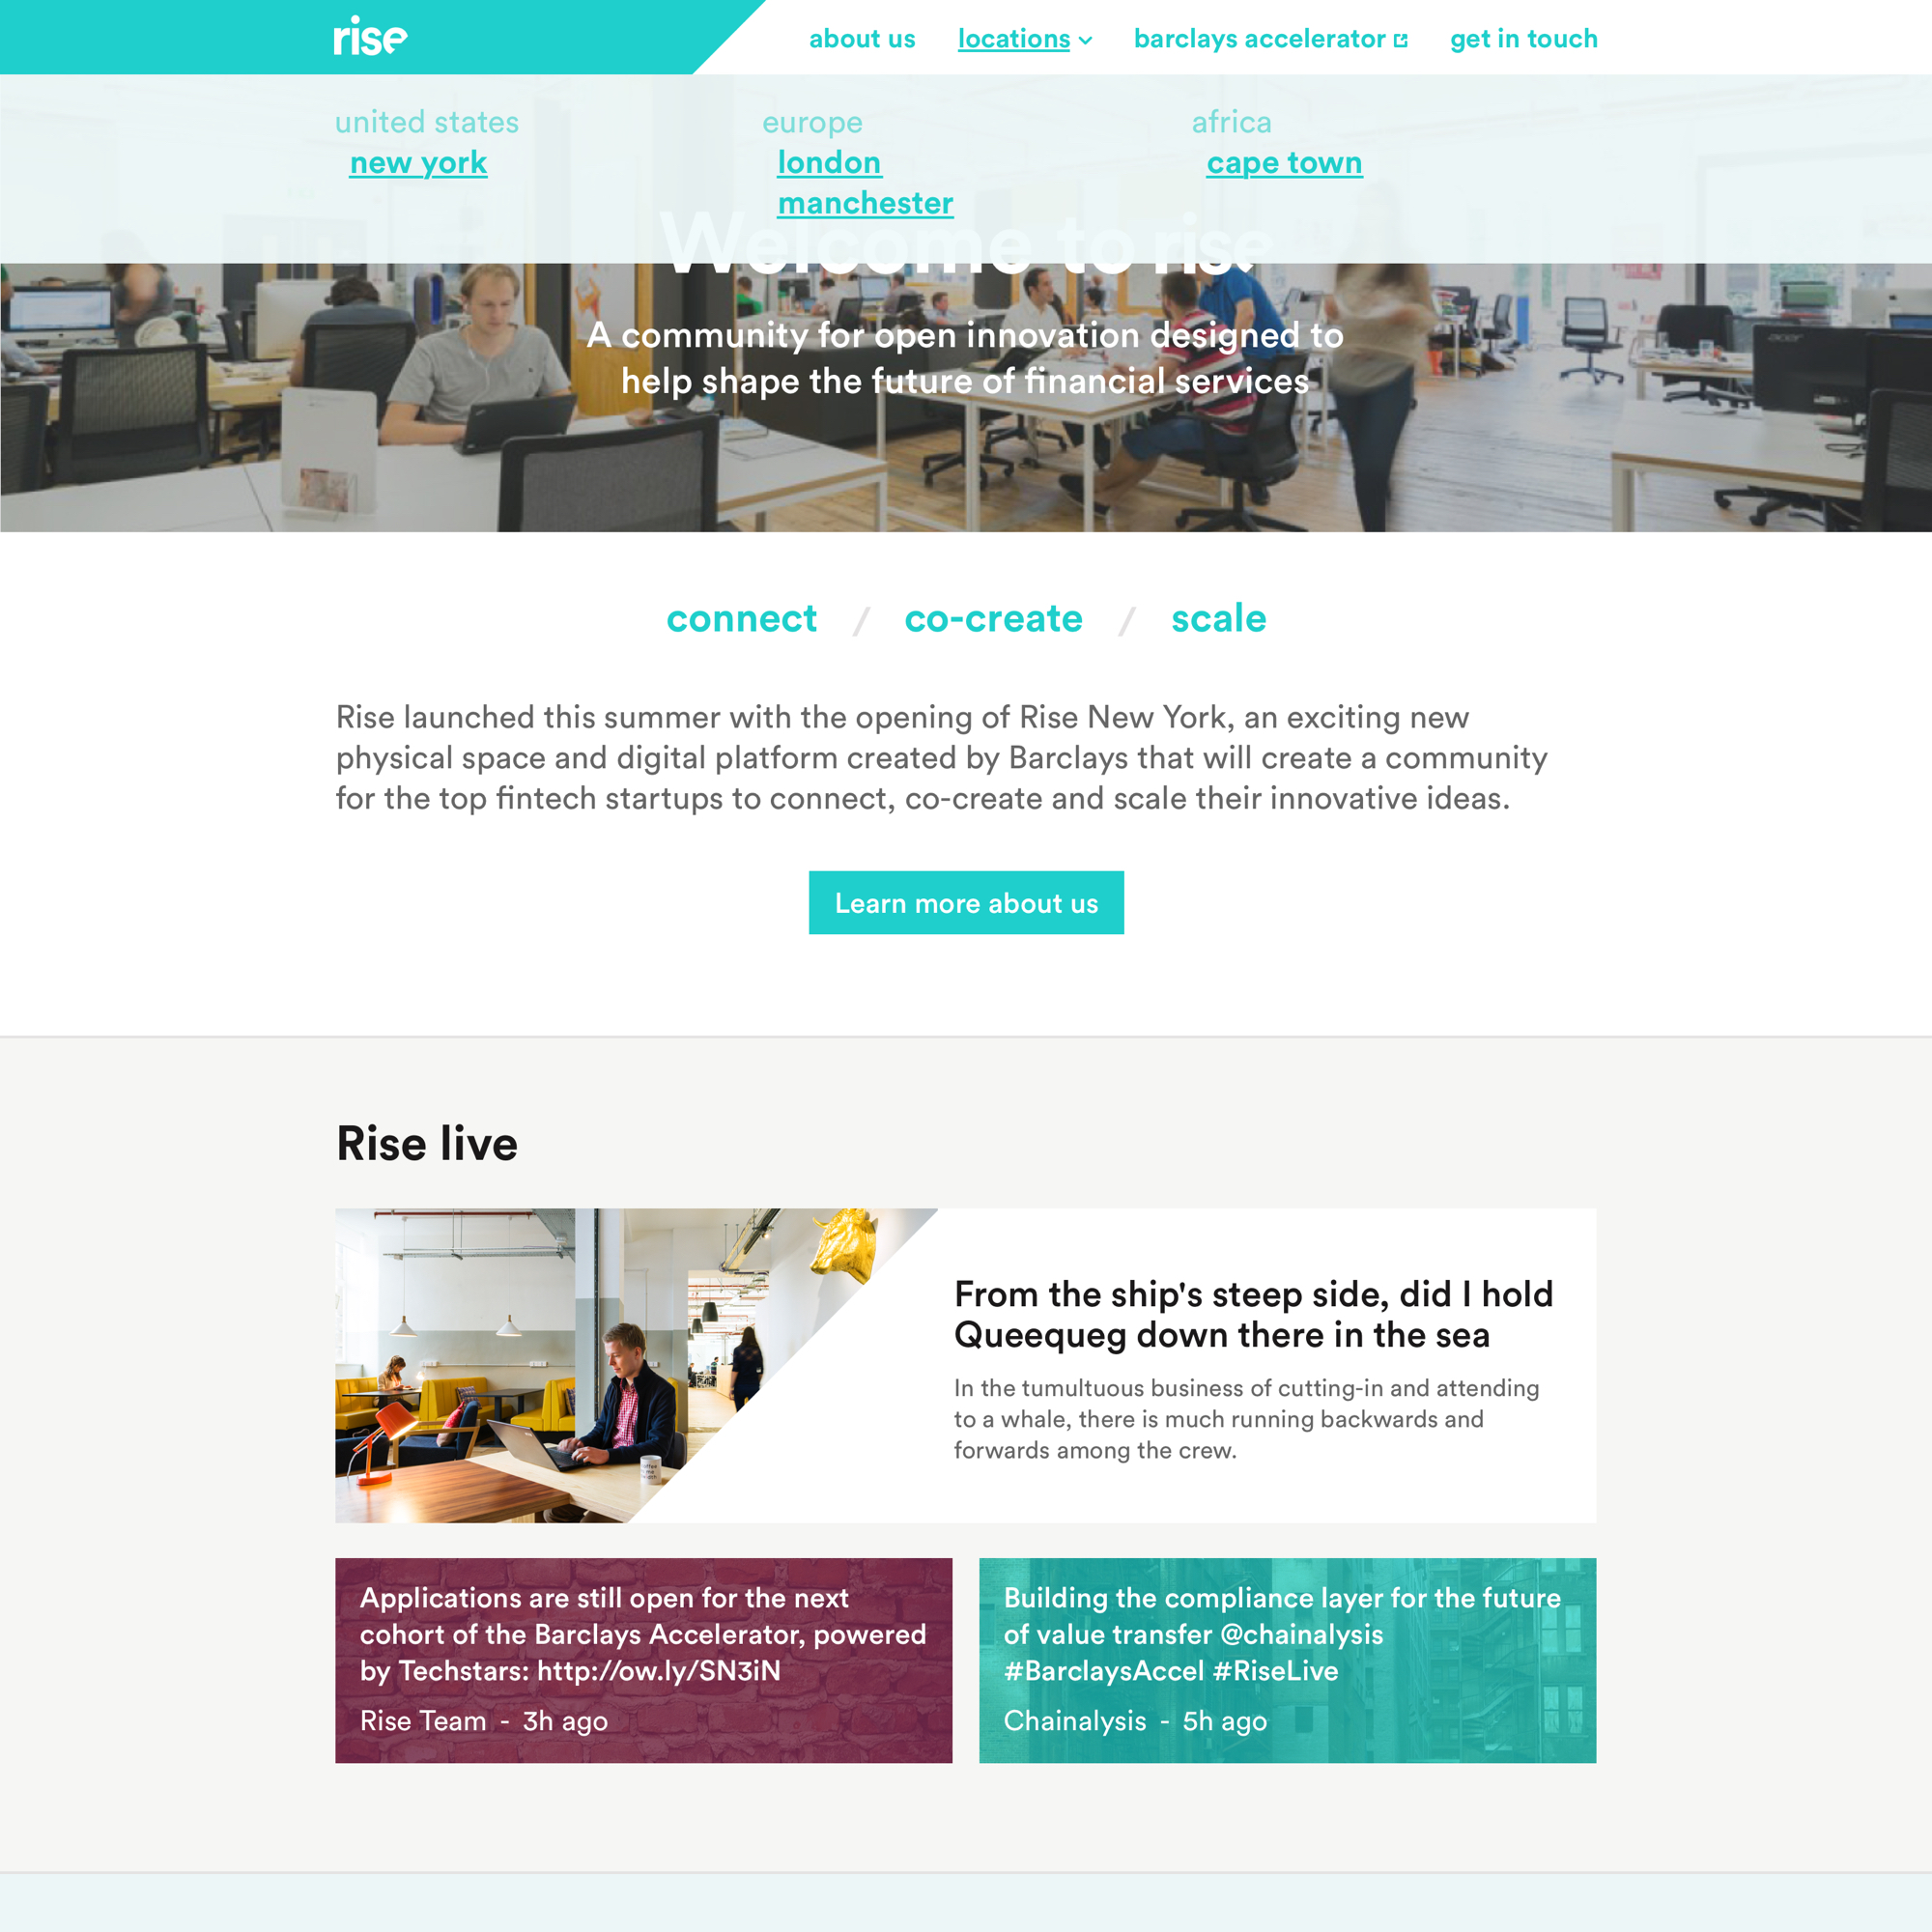 rise
about us
locations
barclays accelerator
get in touch
united states
new york
europe
london
manchester
africa
cape town
Welcome to rise
A community for open innovation designed to
help shape the future of financial services
connect / co-create / scale
Rise launched this summer with the opening of Rise New York, an exciting new
physical space and digital platform created by Barclays that will create a community
for the top fintech startups to connect, co-create and scale their innovative ideas.
Learn more about us
Rise live
From the ship's steep side, did I hold
Queequeg down there in the sea
In the tumultuous business of cutting-in and attending
to a whale, there is much running backwards and
forwards among the crew.
Applications are still open for the next
cohort of the Barclays Accelerator, powered
by Techstars: http://ow.ly/SN3iN
Rise Team - 3h ago
Building the compliance layer for the future
of value transfer @chainalysis
#BarclaysAccel #RiseLive
Chainalysis - 5h ago